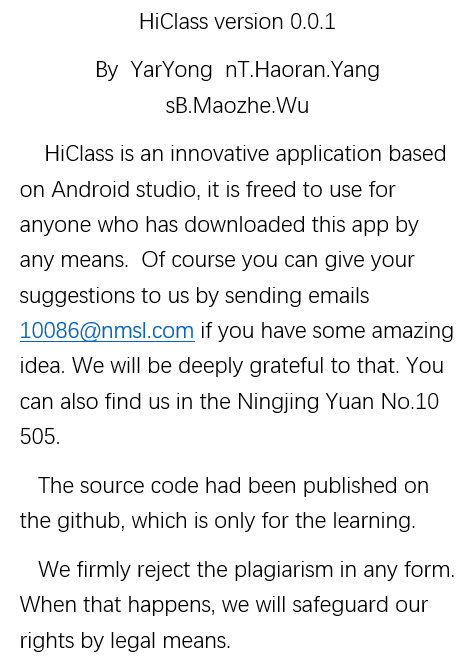 HiClass version 0.0.1
By YarYong nT.Haoran.Yang
sB.Maozhe.Wu
HiClass is an innovative application based
on Android studio, it is freed to use for
anyone who has downloaded this app by
any means. Of course you can give your
suggestions to us by sending emails
10086@nmsl.com if you have some amazing
idea. We will be deeply grateful to that. You
can also find us in the Ningjing Yuan No.10
505.
The source code had been published on
the github, which is only for the learning.
We firmly reject the plagiarism in any form.
When that happens, we will safeguard our
rights by legal means.